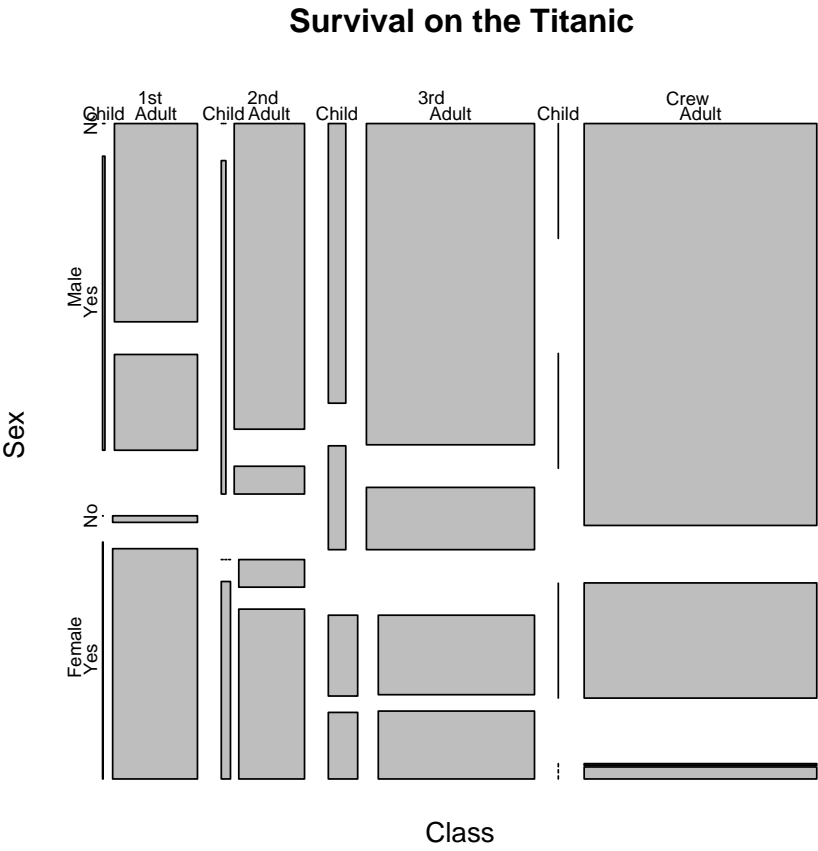 Survival on the Titanic
1st 2nd 3rd Crew
Child Adult Child Adult Child Adult Child Adult
No
Male
Yes
Sex
No
Female
Yes
Class